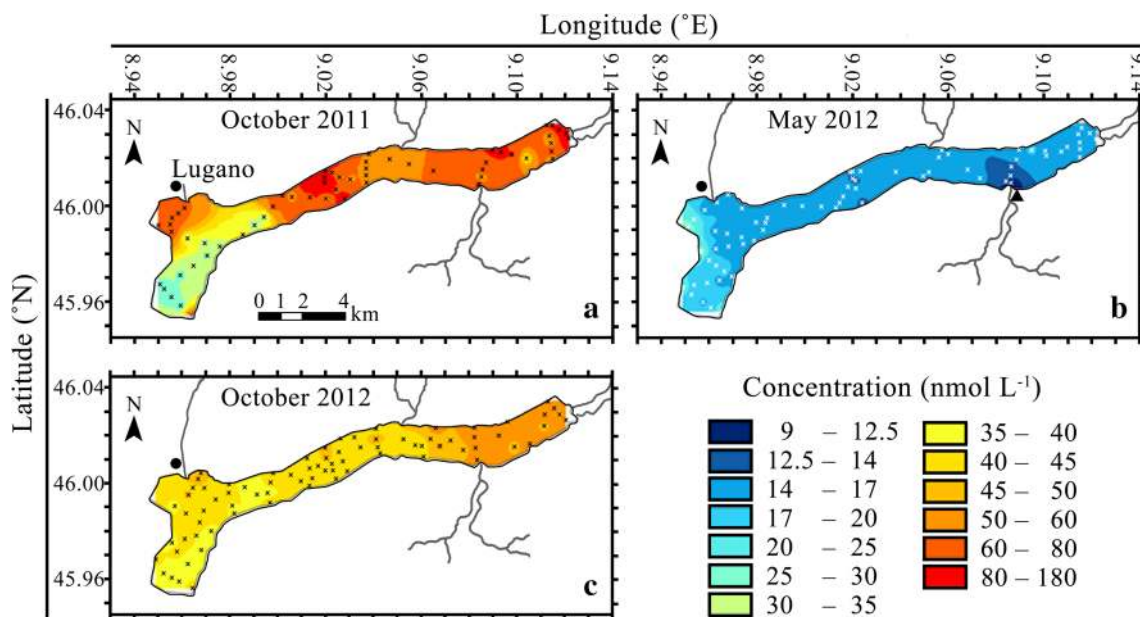 Longitude (˚E)
8.94 8.98 9.02 9.06 9.10 9.14 8.94 8.98 9.02 9.06 9.10 9.14
Latitude (˚N)
46.04
46.00
45.96
N October 2011
Lugano
0 1 2 4
km
a
N May 2012
b
46.04
46.00
45.96
N October 2012
c
Concentration (nmol L-1)
9 – 12.5
12.5 – 14
14 – 17
17 – 20
20 – 25
25 – 30
30 – 35
35 – 40
40 – 45
45 – 50
50 – 60
60 – 80
80 – 180